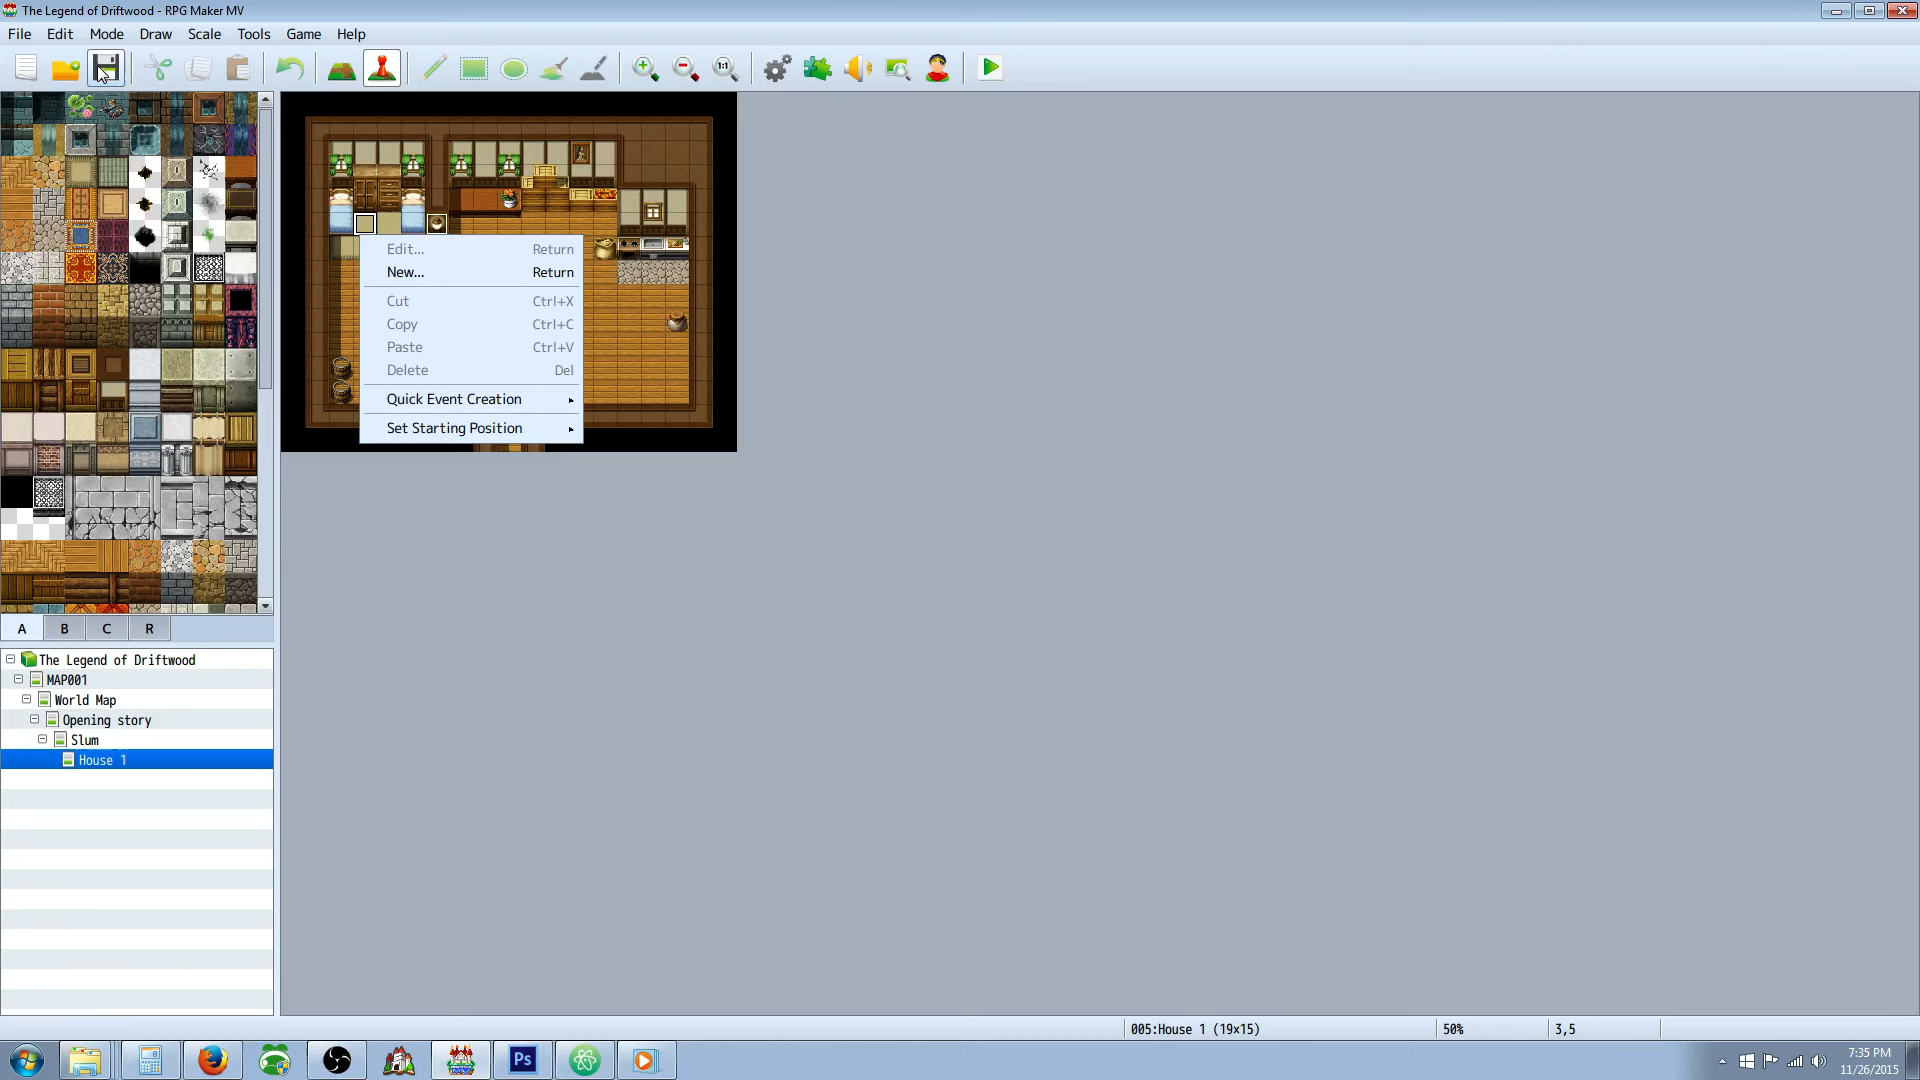 The Legend of Driftwood - RPG Maker MV
File Edit Mode Draw Scale Tools Game Help
1:1
Edit... Return
New... Return
Cut Ctrl+X
Copy Ctrl+C
Paste Ctrl+V
Delete Del
Quick Event Creation
Set Starting Position
A B C R
The Legend of Driftwood
MAP001
World Map
Opening story
Slum
House 1
005:House 1 (19x15) 50% 3,5
Ps
7:35 PM
11/26/2015